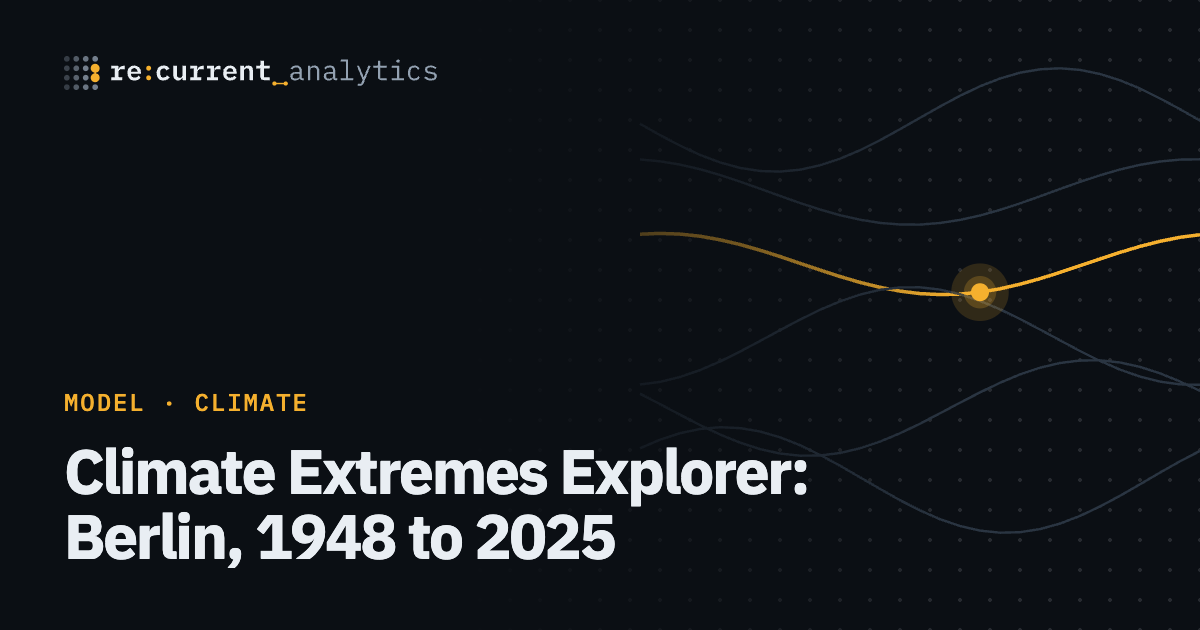 re:current_analytics
MODEL · CLIMATE
Climate Extremes Explorer:
Berlin, 1948 to 2025